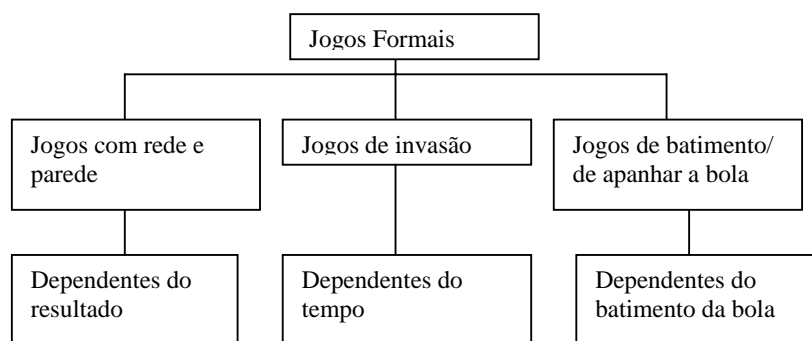 Jogos Formais
Jogos com rede e
parede
Jogos de invasão
Jogos de batimento/
de apanhar a bola
Dependentes do
resultado
Dependentes do
tempo
Dependentes do
batimento da bola